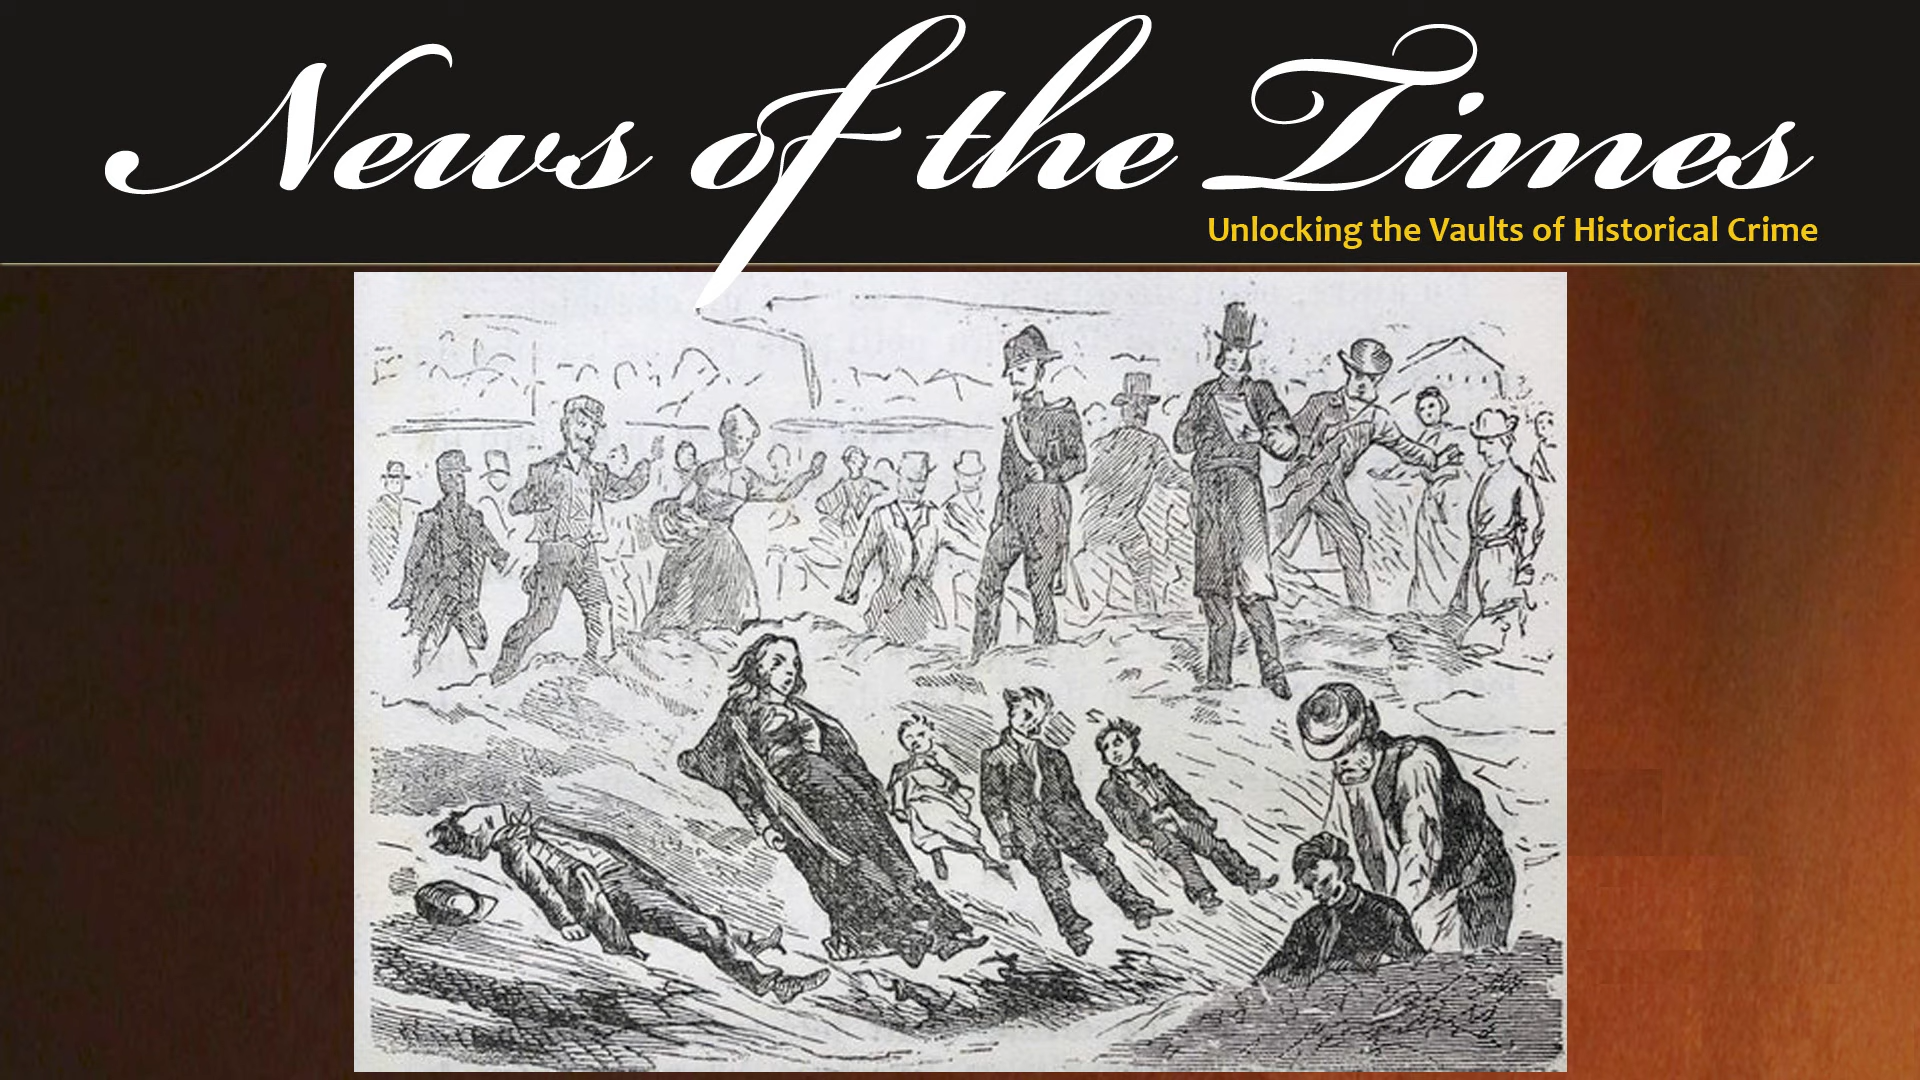 News of the Times
Unlocking the Vaults of Historical Crime